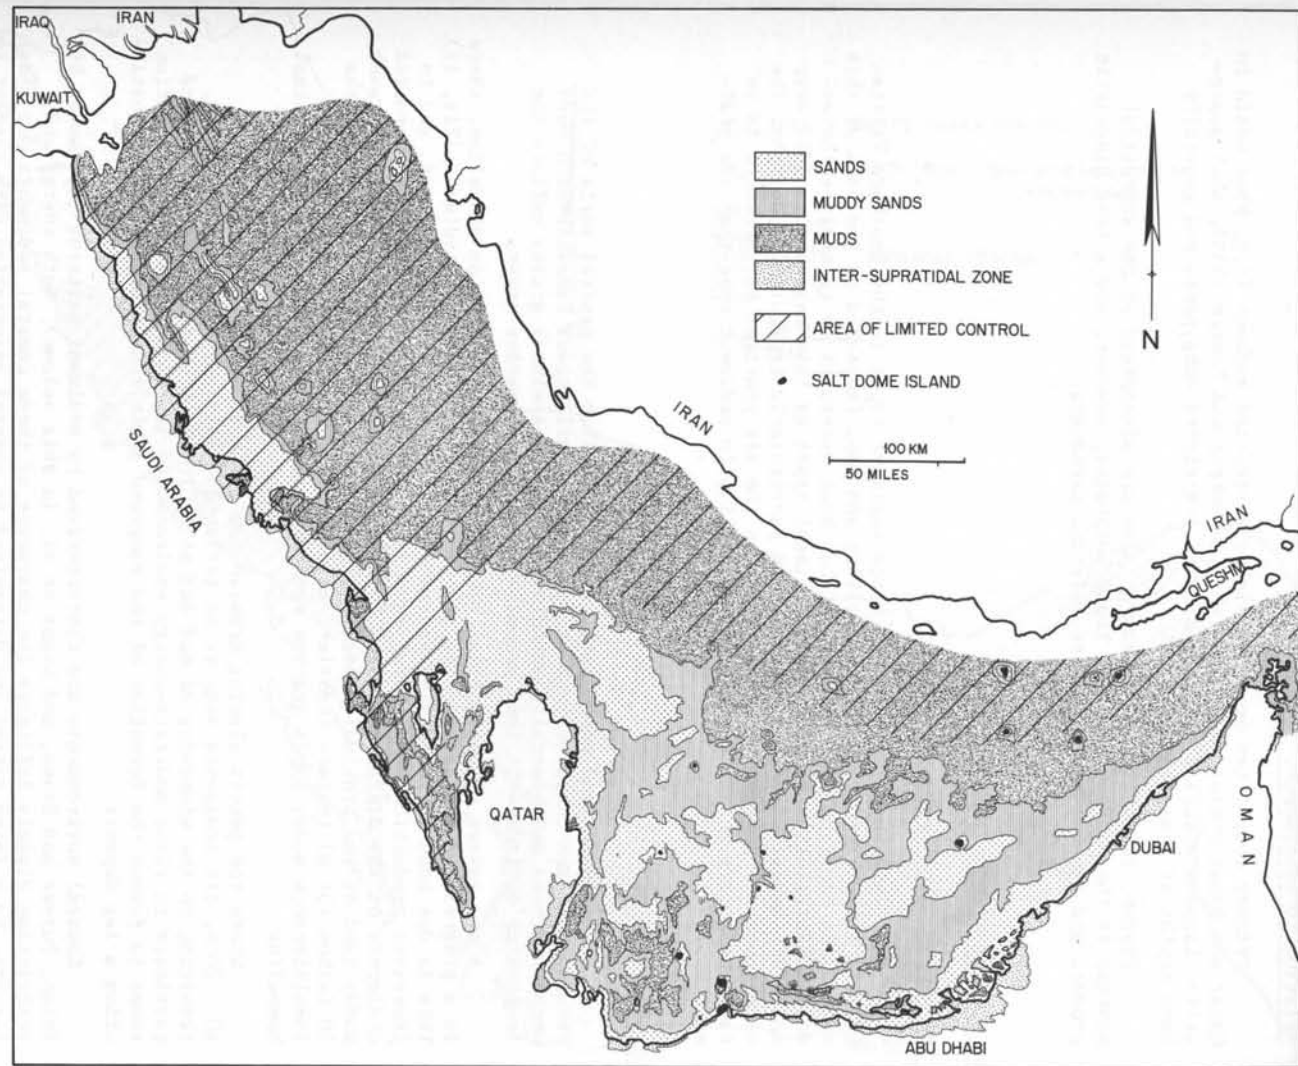 IRAQ
IRAN
KUWAIT
SANDS
MUDDY SANDS
MUDS
INTER-SUPRATIDAL ZONE
AREA OF LIMITED CONTROL
SALT DOME ISLAND
N
100 KM
50 MILES
IRAN
SAUDI ARABIA
IRAN
QUESHM
QATAR
OMAN
DUBAI
ABU DHABI